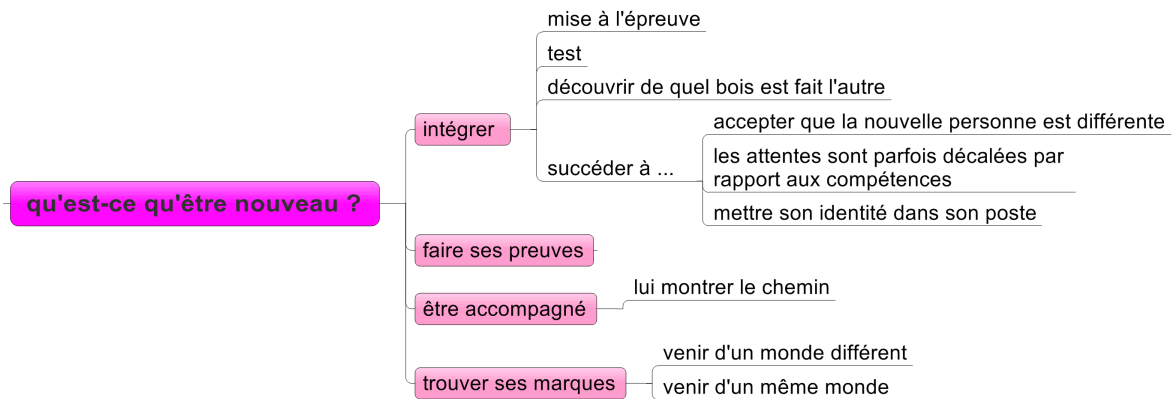 qu'est-ce qu'être nouveau ?
intégrer
mise à l'épreuve
test
découvrir de quel bois est fait l'autre
succéder à ...
accepter que la nouvelle personne est différente
les attentes sont parfois décalées par
rapport aux compétences
mettre son identité dans son poste
faire ses preuves
être accompagné
lui montrer le chemin
trouver ses marques
venir d'un monde différent
venir d'un même monde